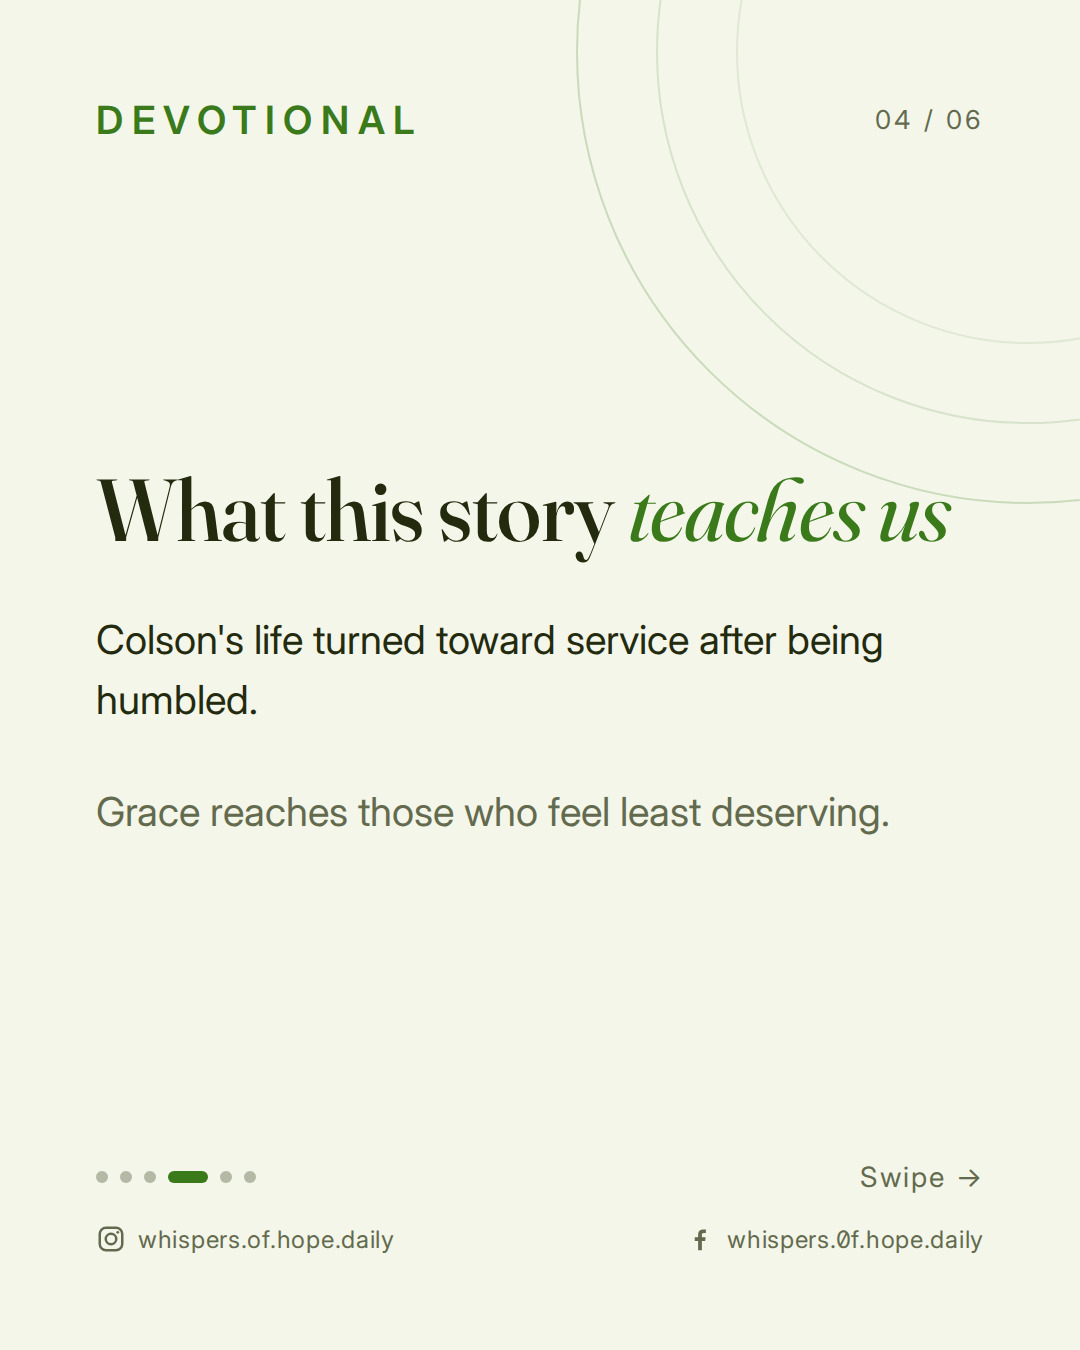 DEVOTIONAL
04 / 06
What this story teaches us
Colson's life turned toward service after being
humbled.
Grace reaches those who feel least deserving.
Swipe →
whispers.of.hope.daily
whispers.0f.hope.daily